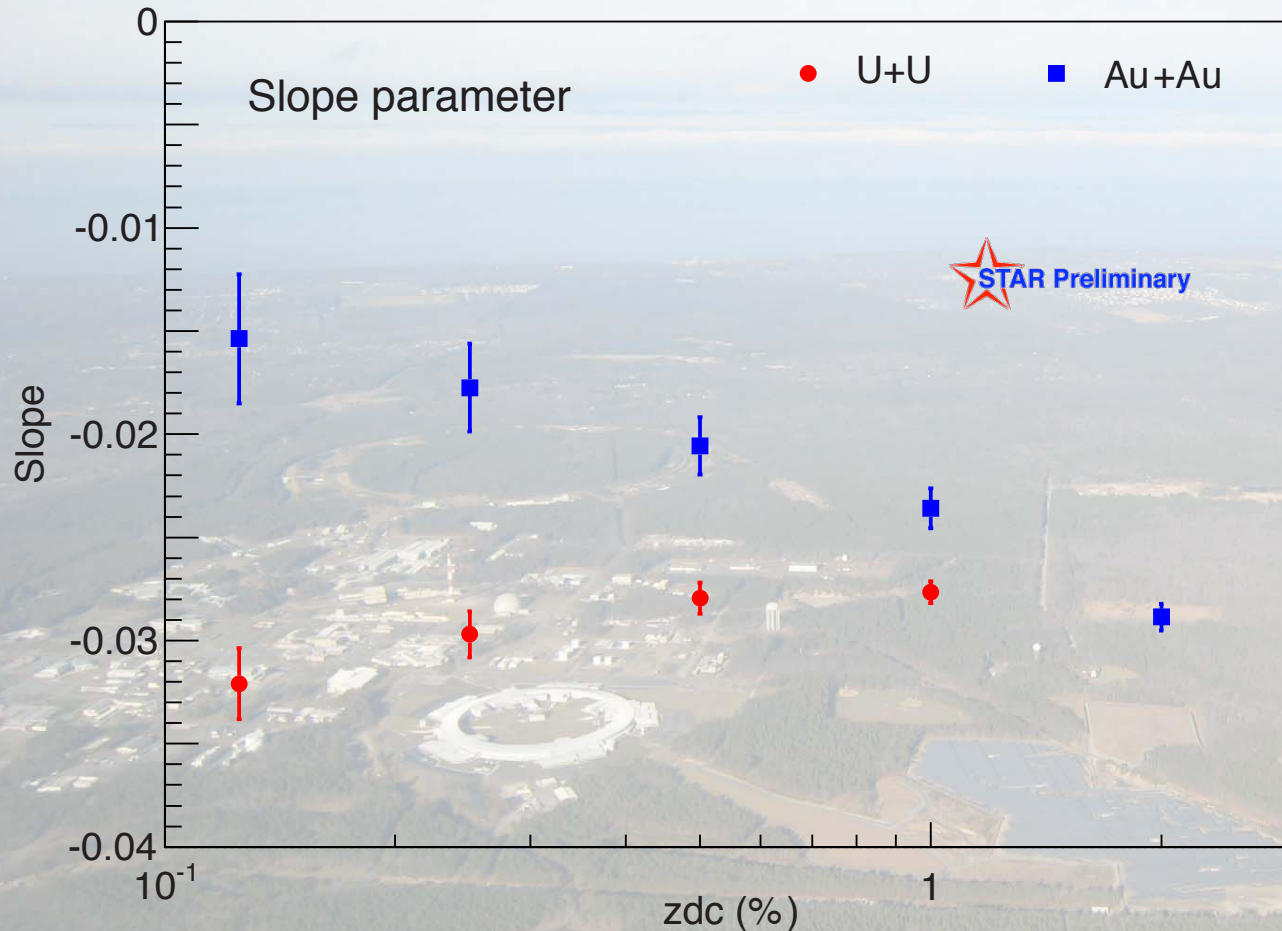 0
Slope parameter
U+U
Au+Au
-0.01
STAR Preliminary
-0.02
Slope
-0.03
-0.04
10⁻¹
1
zdc (%)